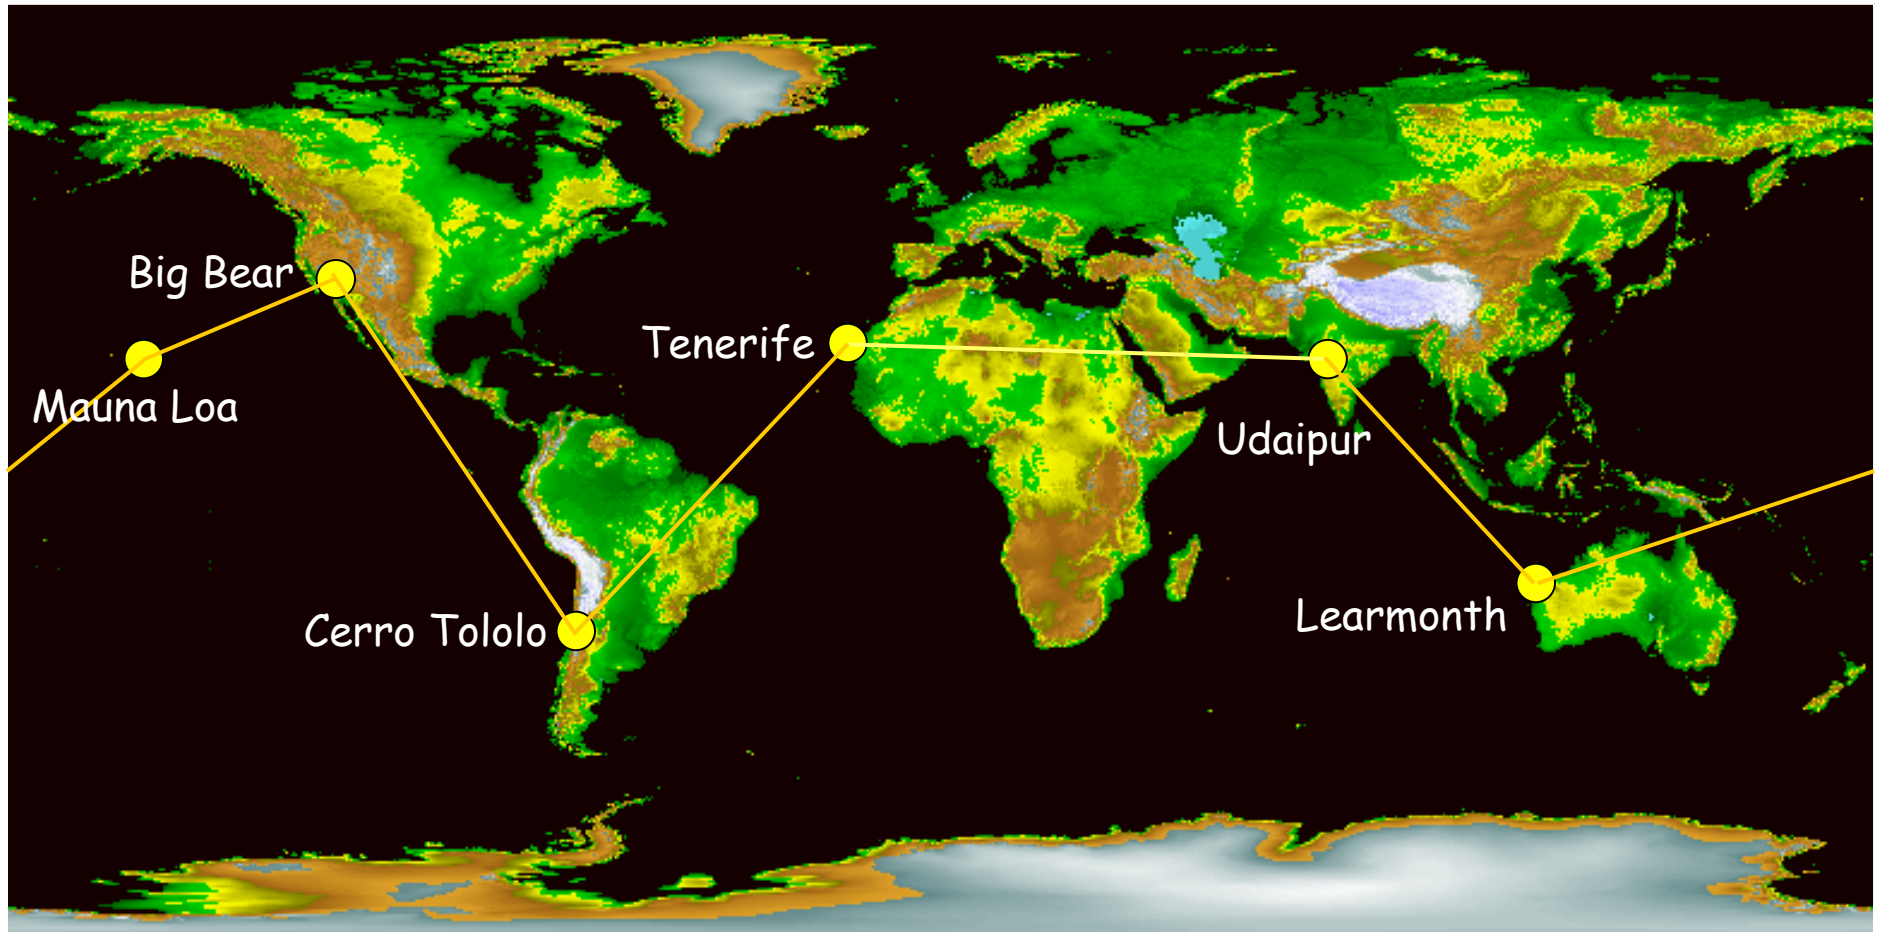 Big Bear
Tenerife
Mauna Loa
Udaipur
Learmonth
Cerro Tololo